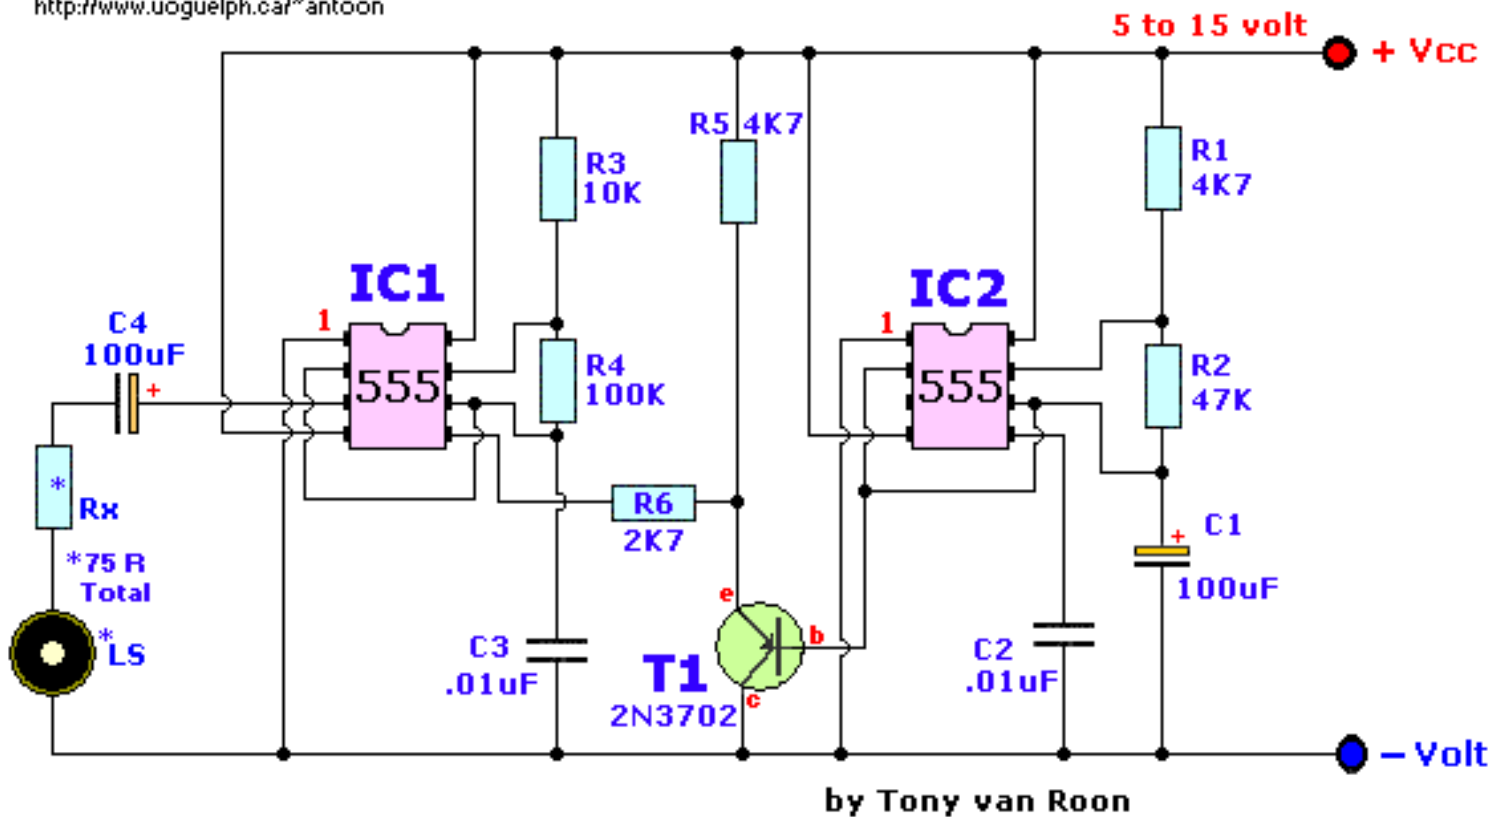 http://www.uoguelph.ca/~antoon
5 to 15 volt
+ Vcc
R5 4K7
R3
10K
R1
4K7
IC1
IC2
C4
100uF
+
1
555
R4
100K
1
555
R2
47K
*
Rx
*75 R
Total
R6
2K7
C1
+
100uF
*
LS
e
b
c
C3
.01uF
T1
2N3702
C2
.01uF
– Volt
by Tony van Roon